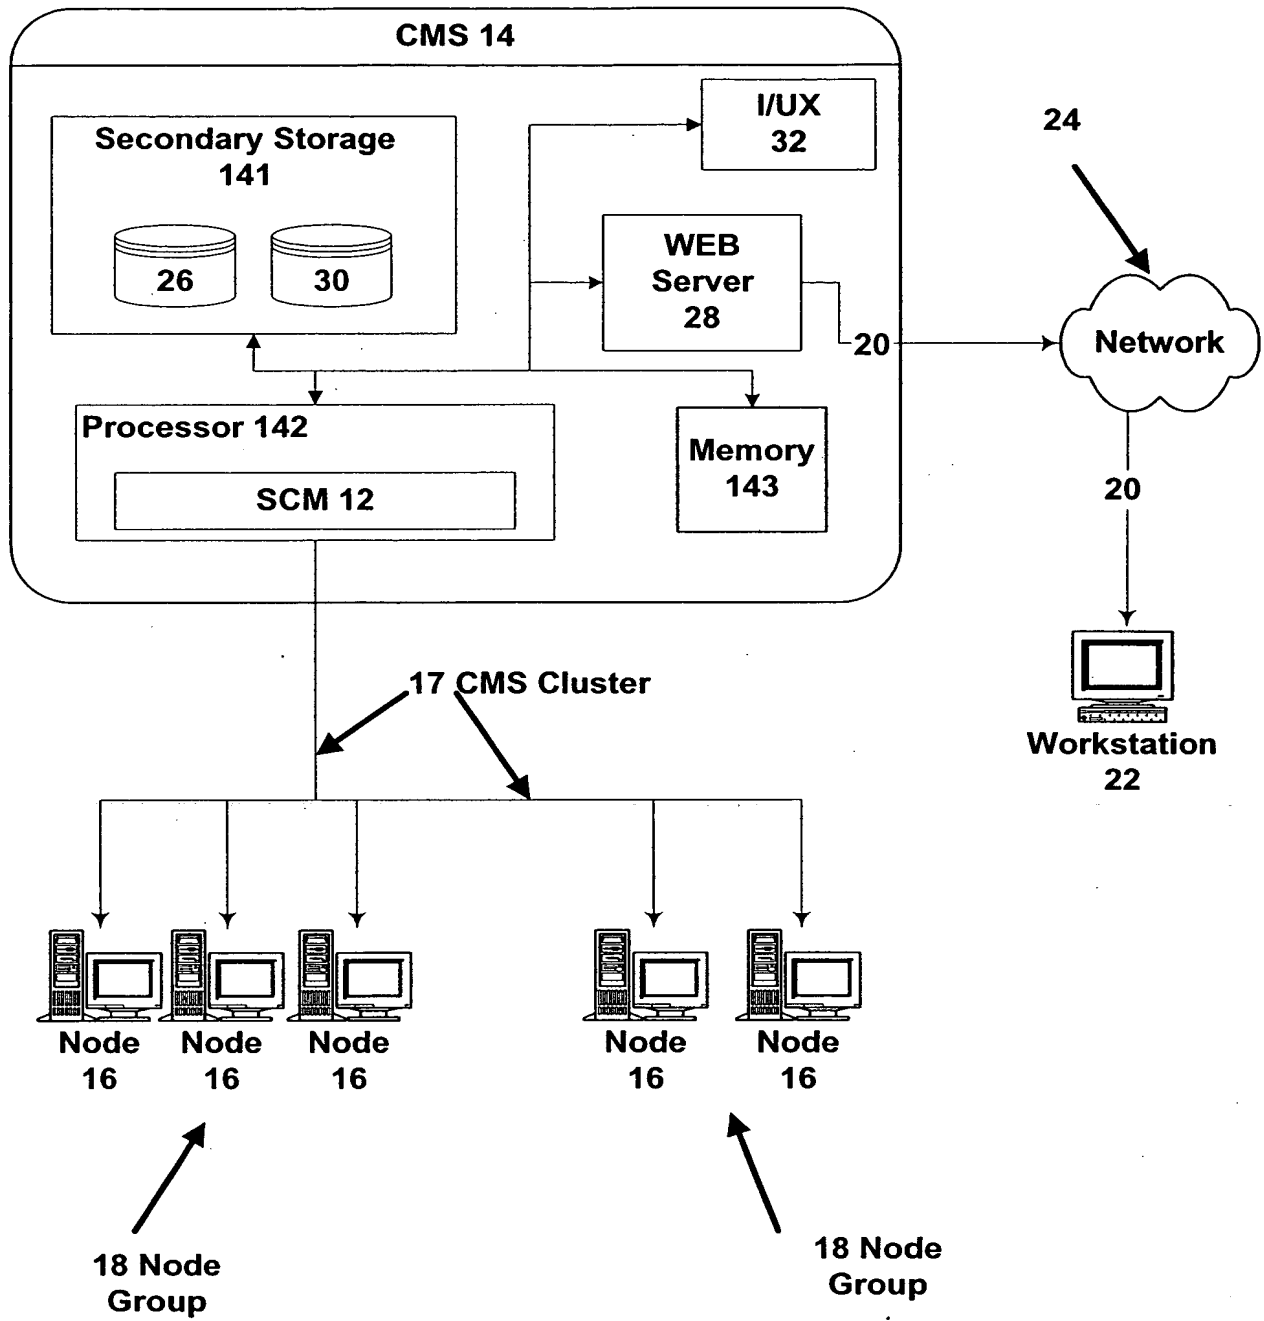 CMS 14
I/UX
32
24
Secondary Storage
141
26
30
WEB
Server
28
20
Network
Processor 142
SCM 12
Memory
143
20
17 CMS Cluster
Workstation
22
Node
16
Node
16
Node
16
Node
16
Node
16
18 Node
Group
18 Node
Group